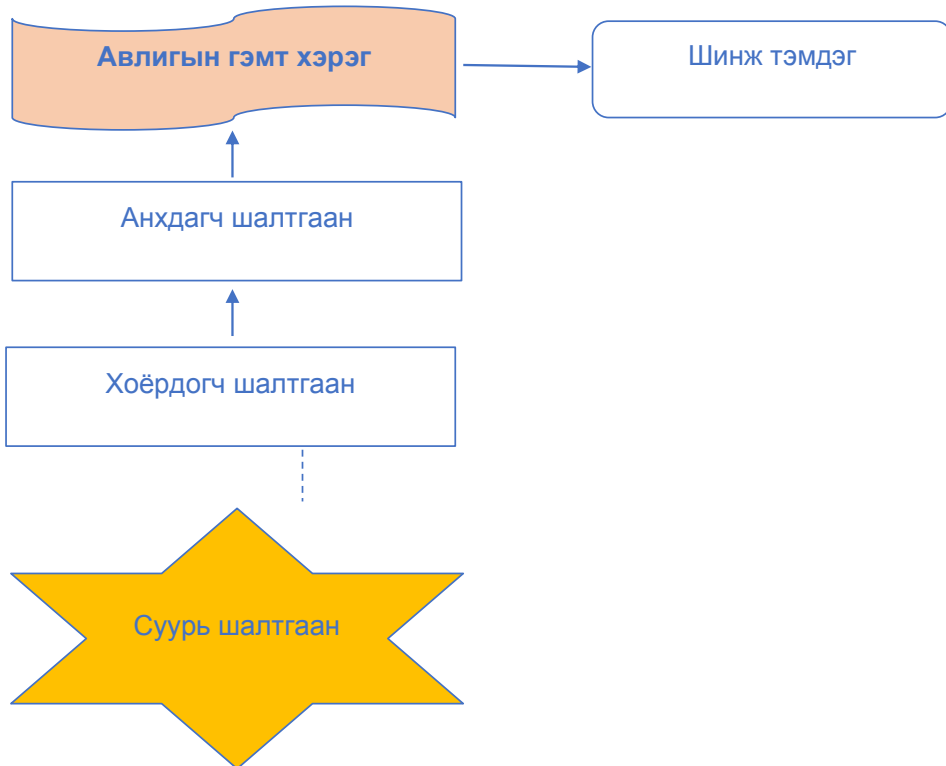 Авлигын гэмт хэрэг
Шинж тэмдэг
Анхдагч шалтгаан
Хоёрдогч шалтгаан
Суурь шалтгаан